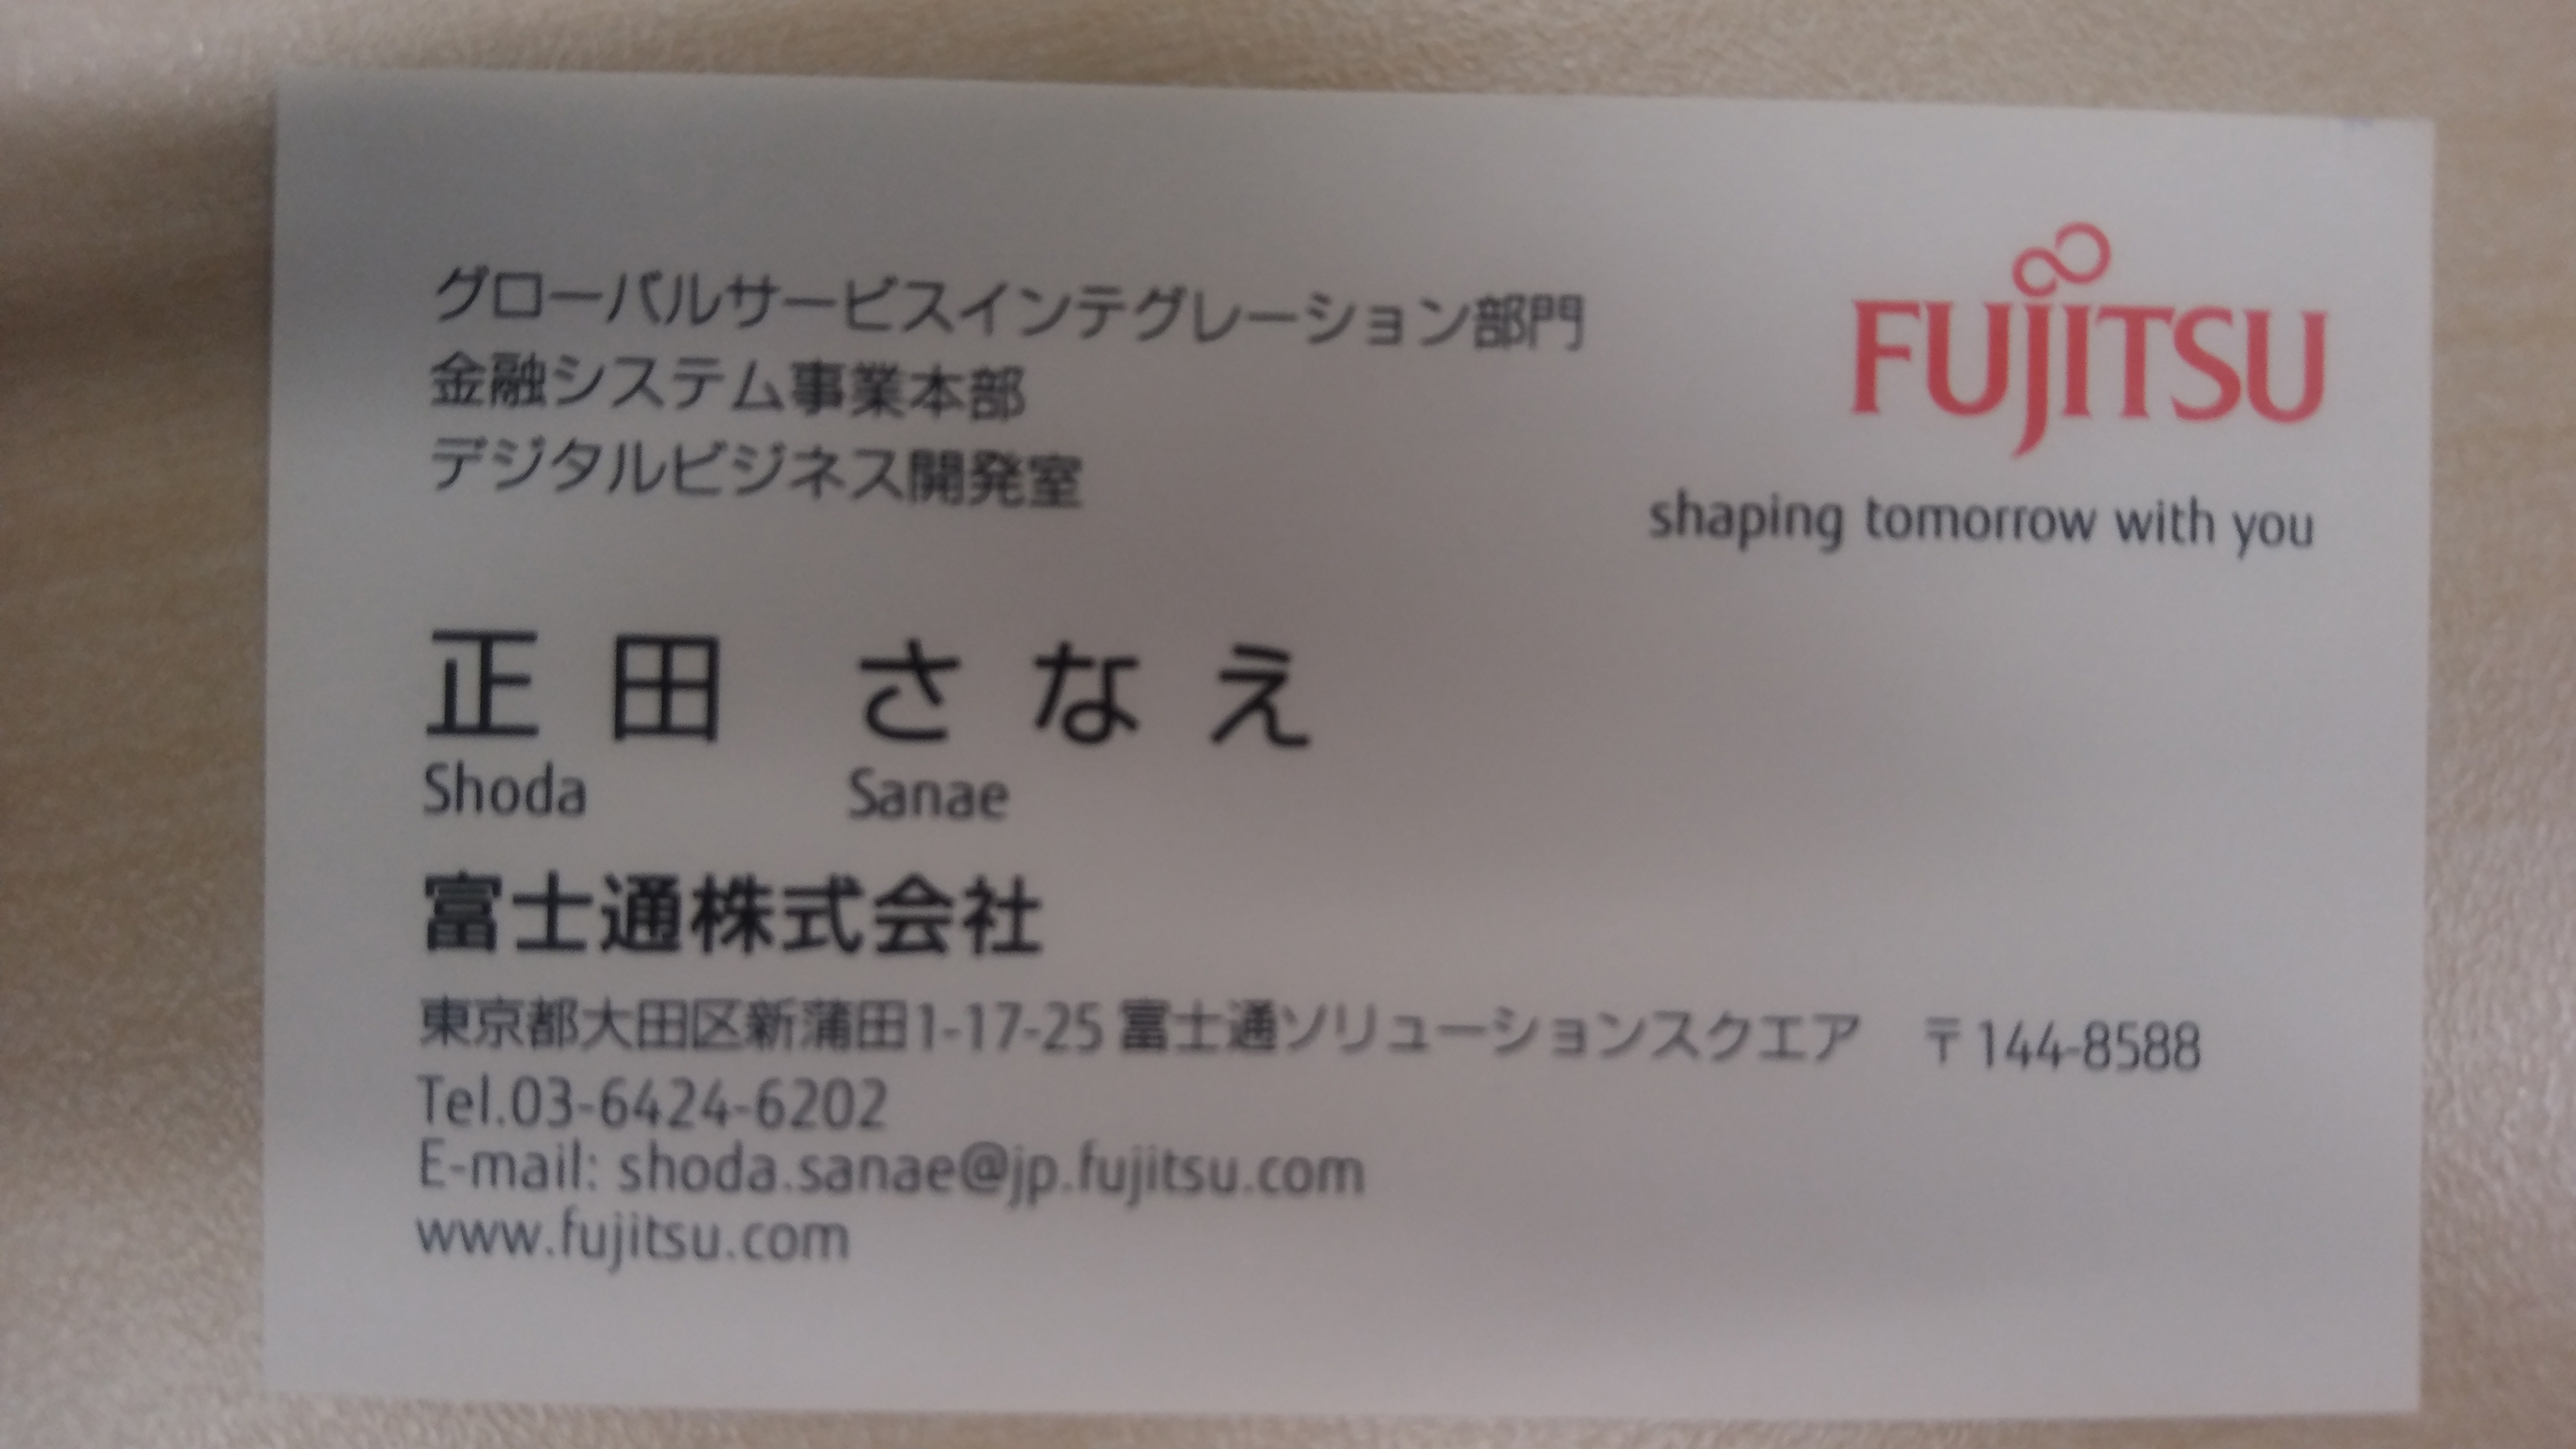 グローバルサービスインテグレーション部門
金融システム事業本部
デジタルビジネス開発室
FUJITSU
shaping tomorrow with you
正田 さなえ
Shoda Sanae
富士通株式会社
東京都大田区新蒲田1-17-25 富士通ソリューションスクエア 〒144-8588
Tel.03-6424-6202
E-mail: shoda.sanae@jp.fujitsu.com
www.fujitsu.com